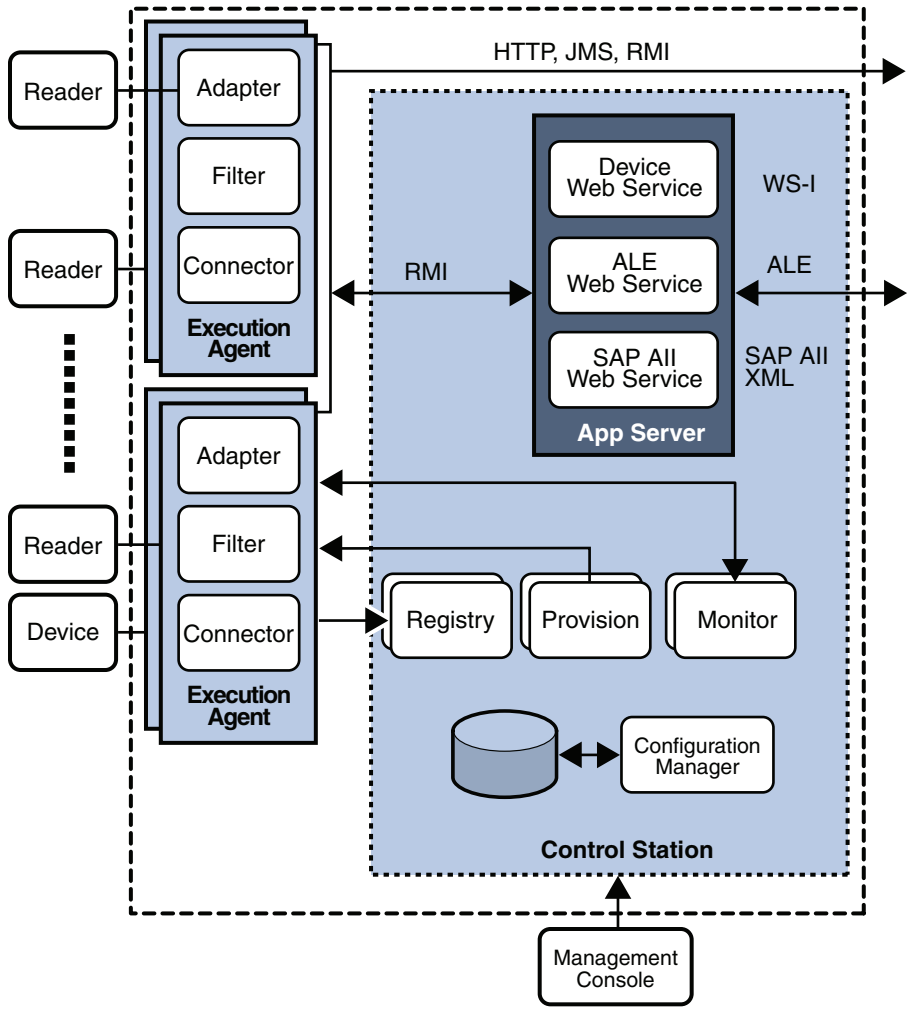 HTTP, JMS, RMI
Reader
Adapter
Filter
Reader
Connector
Execution
Agent
RMI
Device
Web Service
WS-I
ALE
Web Service
ALE
SAP AII
Web Service
SAP AII
XML
App Server
Adapter
Reader
Filter
Device
Connector
Execution
Agent
Registry
Provision
Monitor
Configuration
Manager
Control Station
Management
Console